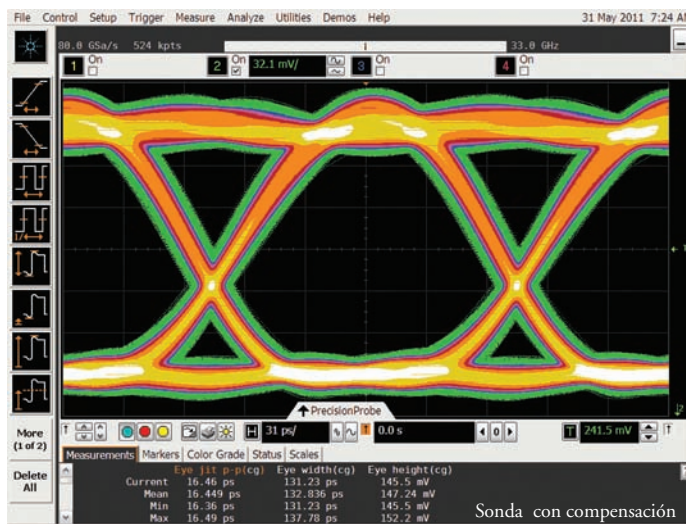 File Control Setup Trigger Measure Analyze Utilities Demos Help 31 May 2011 7:24 AM
80.0 GSa/s 524 kpts 33.0 GHz
1 On 2 On 32.1 mV/ 3 On 4 On
More
(1 of 2)
Delete
All
PrecisionProbe
H 31 ps/ T 0.0 s 0 T 241.5 mV
Measurements Markers Color Grade Status Scales
Eye jit p-p(cg) Eye width(cg) Eye height(cg)
Current 16.46 ps 131.23 ps 145.5 mV
Mean 16.449 ps 132.836 ps 147.24 mV
Min 16.36 ps 131.23 ps 145.5 mV
Max 16.49 ps 137.78 ps 152.2 mV
Sonda con compensación